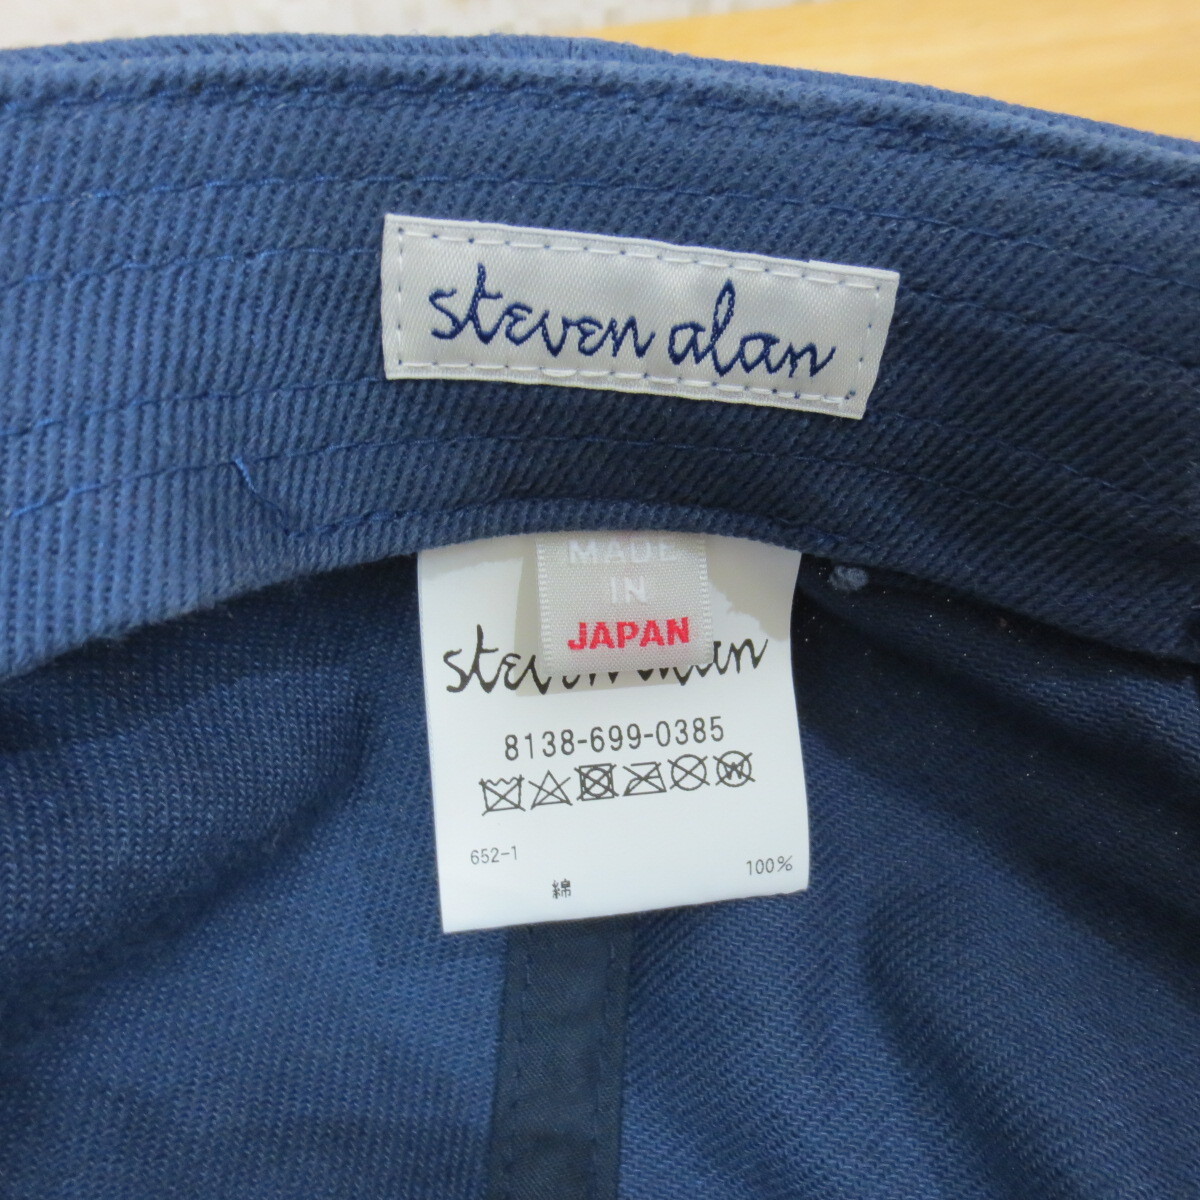 steven alan
MADE
IN
JAPAN
steven alan
8138-699-0385
652-1
綿 100%